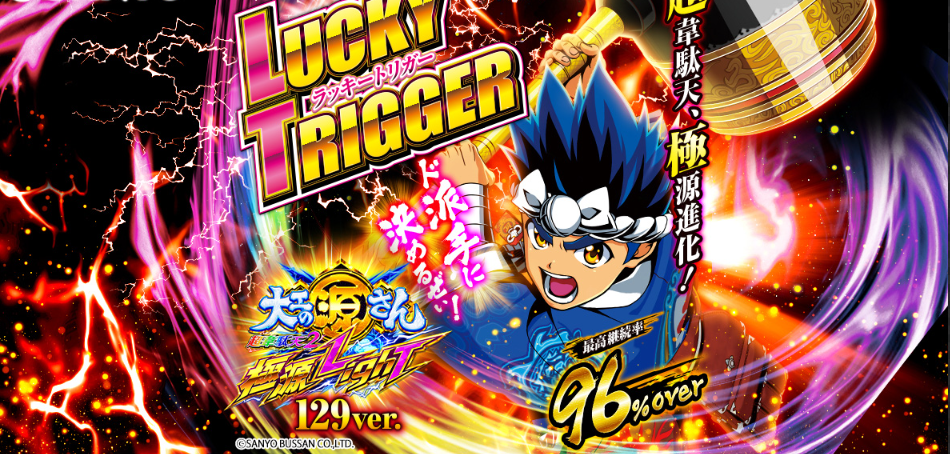 LUCKY
ラッキートリガー
TRIGGER
超韋駄天、極源進化!
ド派手に
決めるぜぃ!
大工の源さん
超韋駄天2
極源LIGHT
129ver.
最高継続率
96%over
©SANYO BUSSAN CO.,LTD.